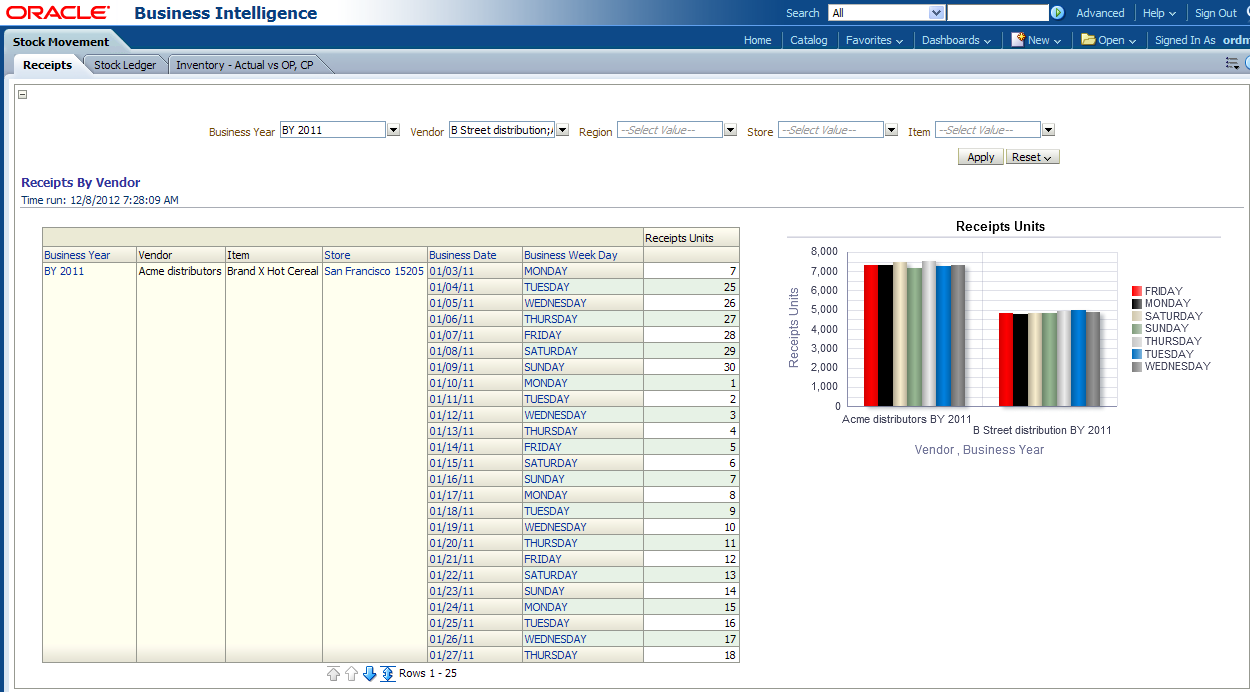 ORACLE Business Intelligence Search All Advanced Help Sign Out
Stock Movement Home Catalog Favorites Dashboards New Open Signed In As
Receipts Stock Ledger Inventory - Actual vs OP, CP
Business Year BY 2011 Vendor B Street distribution; Region --Select Value-- Store --Select Value-- Item --Select Value--
Apply Reset
Receipts By Vendor
Time run: 12/8/2012 7:28:09 AM
Receipts Units
Business Year Vendor Item Store Business Date Business Week Day
BY 2011 Acme distributors Brand X Hot Cereal San Francisco 15205 01/03/11 MONDAY 7
01/04/11 TUESDAY 25
01/05/11 WEDNESDAY 26
01/06/11 THURSDAY 27
01/07/11 FRIDAY 28
01/08/11 SATURDAY 29
01/09/11 SUNDAY 30
01/10/11 MONDAY 1
01/11/11 TUESDAY 2
01/12/11 WEDNESDAY 3
01/13/11 THURSDAY 4
01/14/11 FRIDAY 5
01/15/11 SATURDAY 6
01/16/11 SUNDAY 7
01/17/11 MONDAY 8
01/18/11 TUESDAY 9
01/19/11 WEDNESDAY 10
01/20/11 THURSDAY 11
01/21/11 FRIDAY 12
01/22/11 SATURDAY 13
01/23/11 SUNDAY 14
01/24/11 MONDAY 15
01/25/11 TUESDAY 16
01/26/11 WEDNESDAY 17
01/27/11 THURSDAY 18
Rows 1 - 25
Receipts Units
Receipts Units
8,000
7,000
6,000
5,000
4,000
3,000
2,000
1,000
0
Acme distributors BY 2011
B Street distribution BY 2011
Vendor , Business Year
FRIDAY
MONDAY
SATURDAY
SUNDAY
THURSDAY
TUESDAY
WEDNESDAY